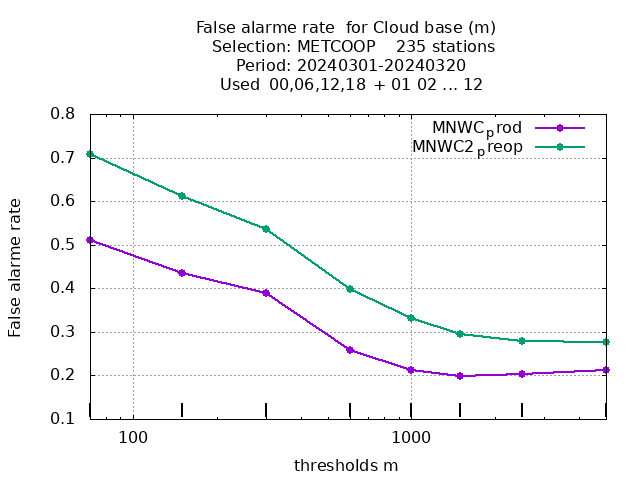 False alarme rate  for Cloud base (m)
Selection: METCOOP    235 stations
Period: 20240301-20240320
Used  00,06,12,18  + 01 02 ... 12
MNWCprod
MNWC2preop
0.8
0.7
0.6
0.5
0.4
0.3
0.2
0.1
False alarme rate
100
1000
thresholds m